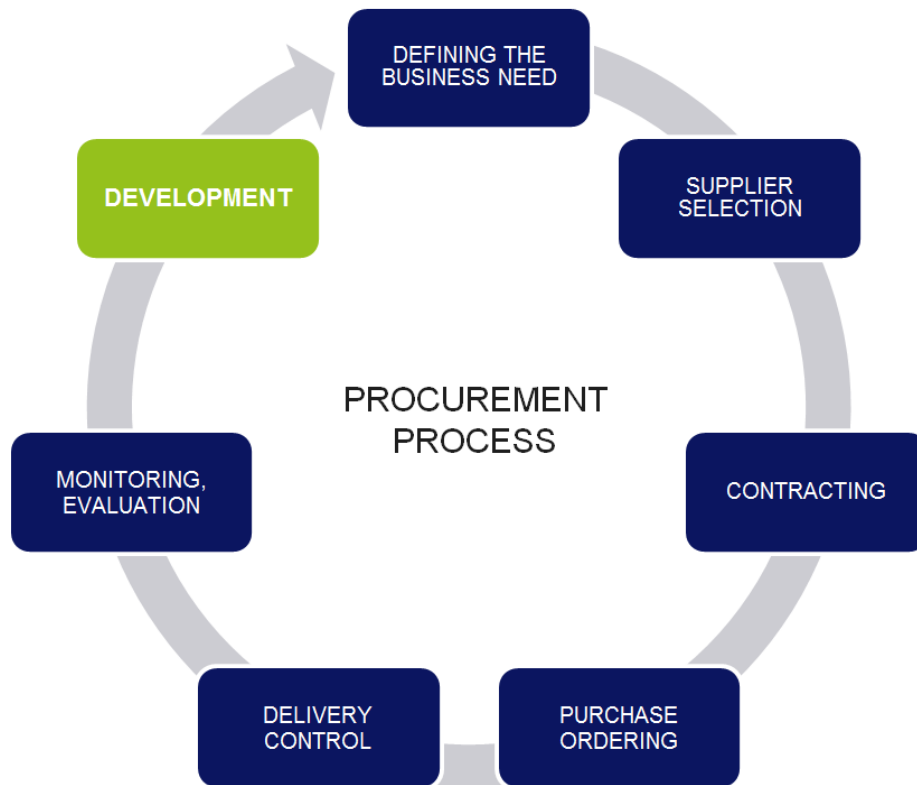 DEFINING THE
BUSINESS NEED
SUPPLIER
SELECTION
CONTRACTING
PURCHASE
ORDERING
DELIVERY
CONTROL
MONITORING,
EVALUATION
DEVELOPMENT
PROCUREMENT
PROCESS